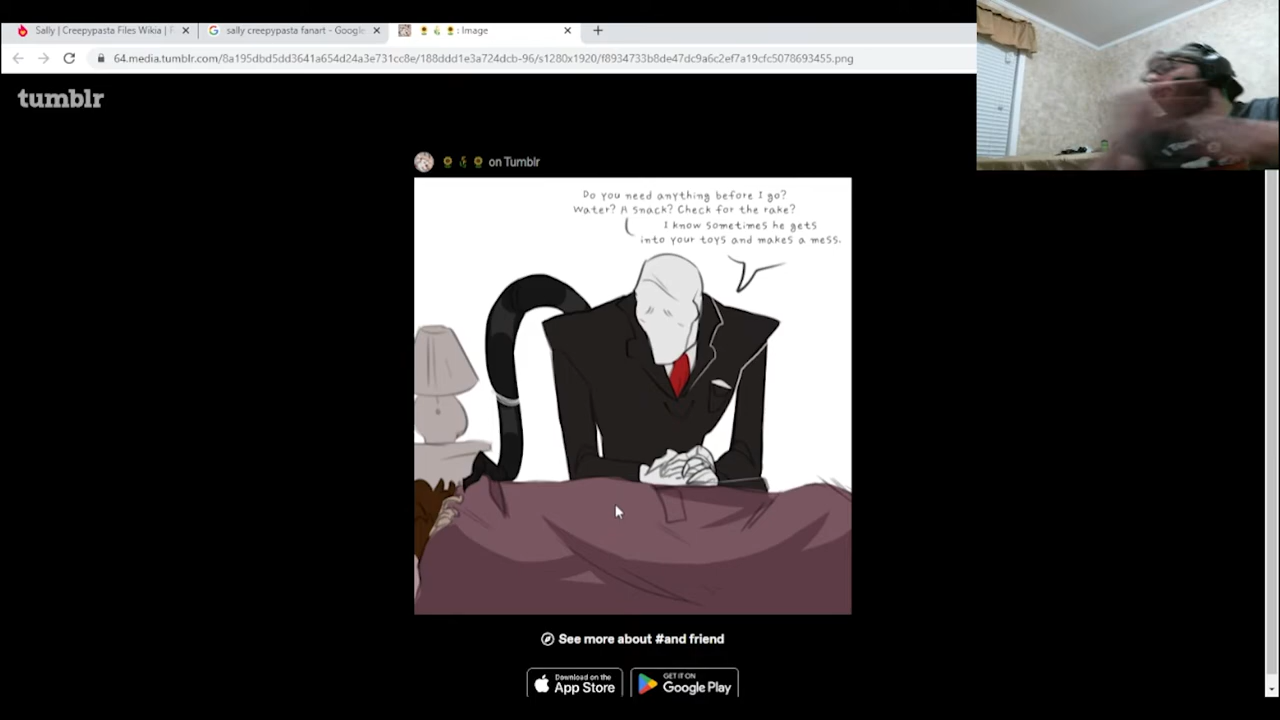 Sally | Creepypasta Files Wikia | F
sally creepypasta fanart - Google
: Image
64.media.tumblr.com/8a195dbd5dd3641a654d24a3e731cc8e/188ddd1e3a724dcb-96/s1280x1920/f8934733b8de47dc9a6c2ef7a19cfc5078693455.png
tumblr
on Tumblr
Do you need anything before I go?
Water? A snack? Check for the rake?
I know sometimes he gets
into your toys and makes a mess.
See more about #and friend
Download on the
App Store
GET IT ON
Google Play